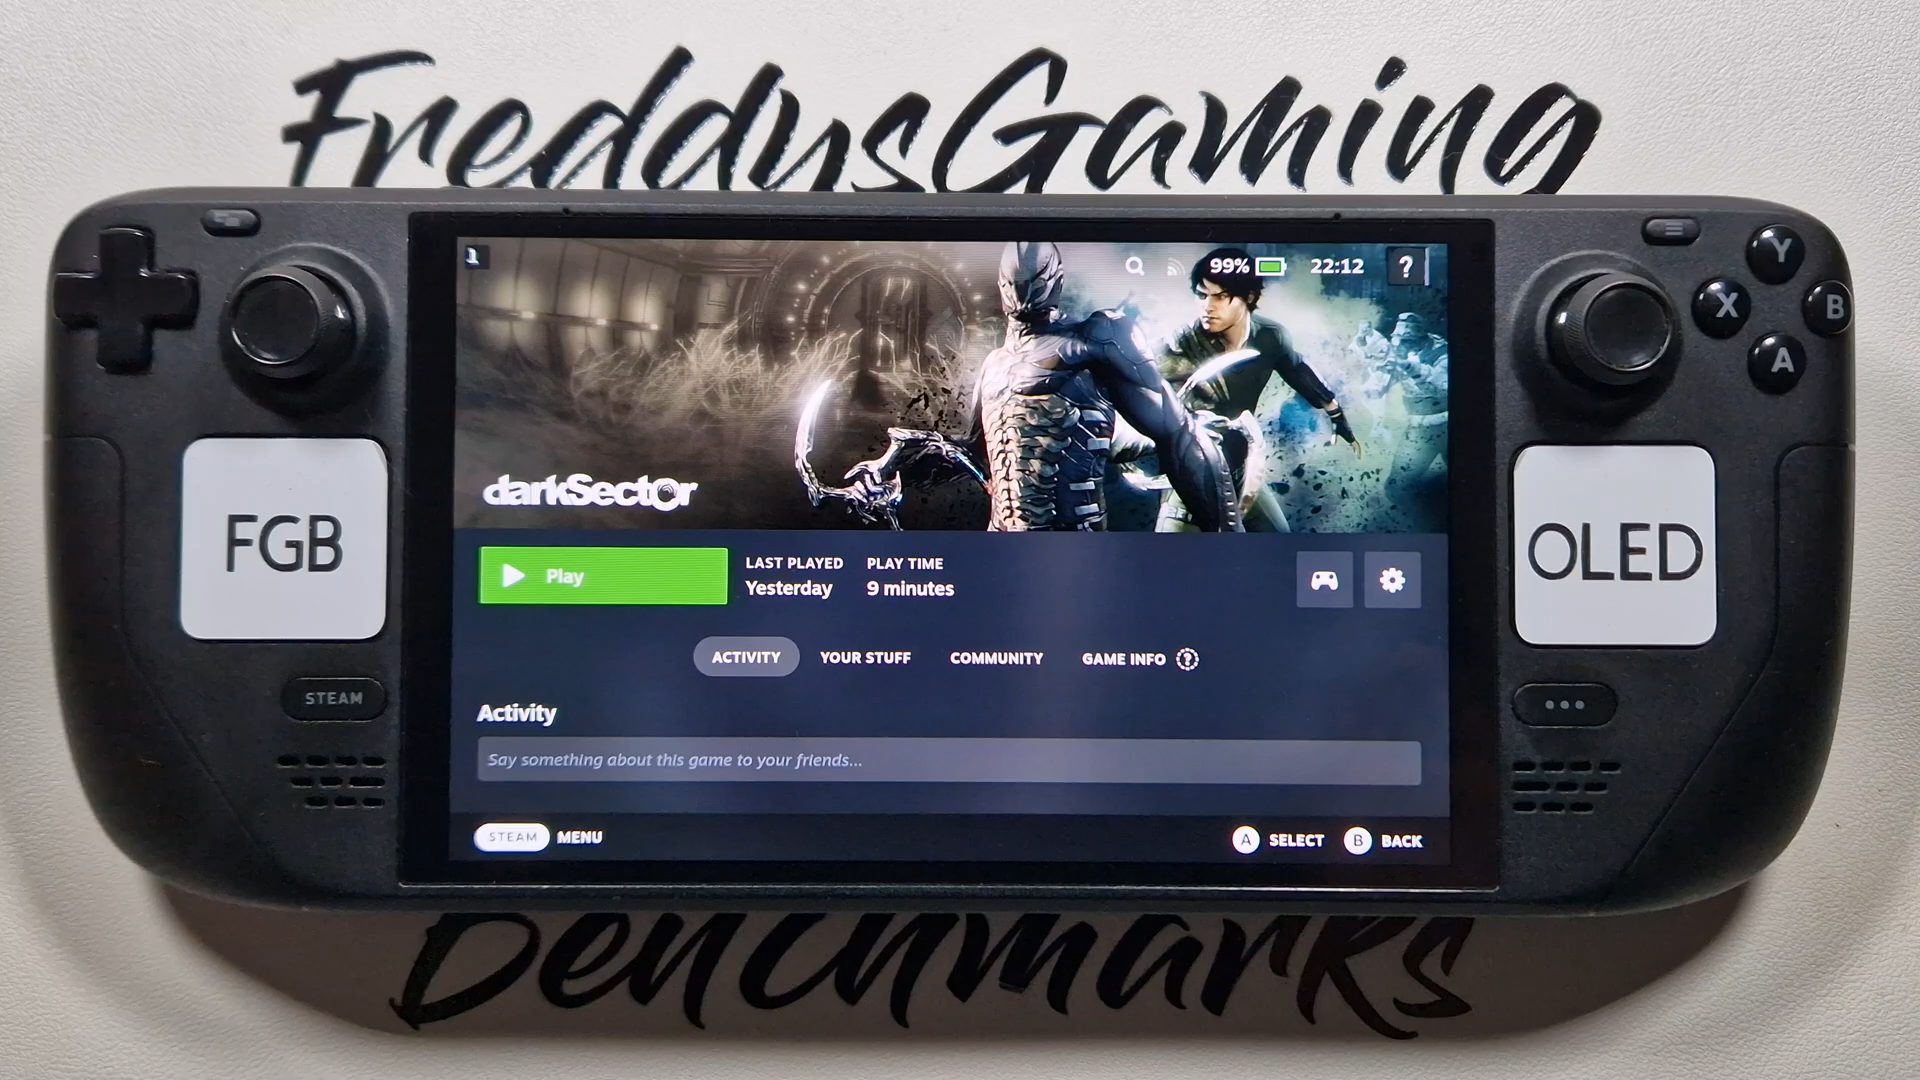 FreddysGaming
99% 22:12 ?
Y
X B
A
darkSector
FGB
OLED
Play
LAST PLAYED PLAY TIME
Yesterday 9 minutes
ACTIVITY YOUR STUFF COMMUNITY GAME INFO ?
STEAM
Activity
Say something about this game to your friends...
STEAM MENU A SELECT B BACK
Benchmarks